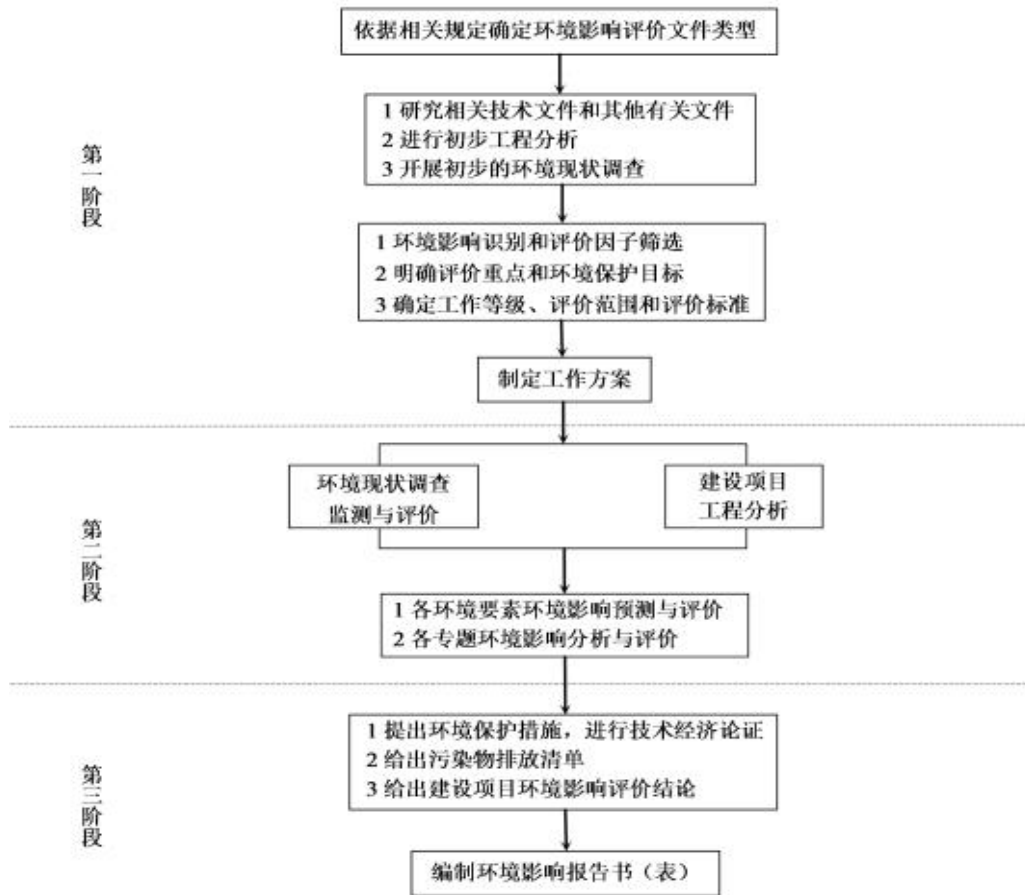 依据相关规定确定环境影响评价文件类型
1 研究相关技术文件和其他有关文件
2 进行初步工程分析
3 开展初步的环境现状调查
第一阶段
1 环境影响识别和评价因子筛选
2 明确评价重点和环境保护目标
3 确定工作等级、评价范围和评价标准
制定工作方案
环境现状调查
监测与评价
建设项目
工程分析
第二阶段
1 各环境要素环境影响预测与评价
2 各专题环境影响分析与评价
1 提出环境保护措施，进行技术经济论证
2 给出污染物排放清单
3 给出建设项目环境影响评价结论
第三阶段
编制环境影响报告书（表）